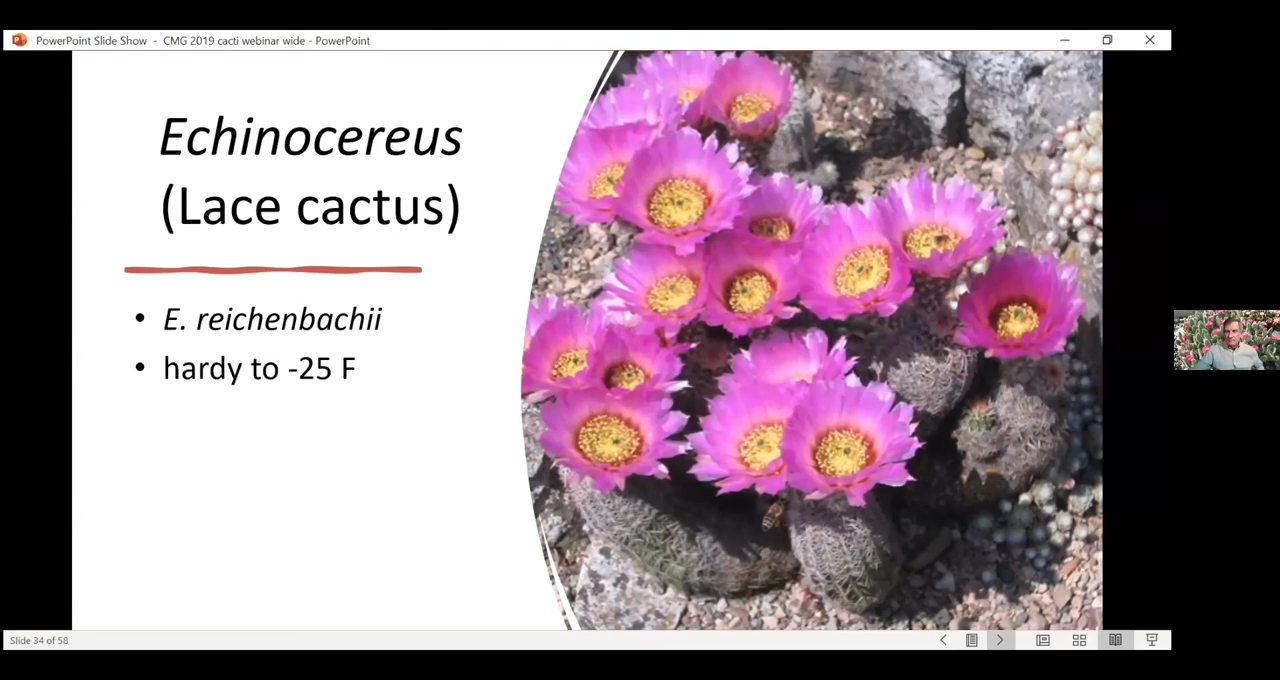 PowerPoint Slide Show - CMG 2019 cacti webinar wide - PowerPoint
Echinocereus
(Lace cactus)
• E. reichenbachii
• hardy to -25 F
Slide 34 of 58